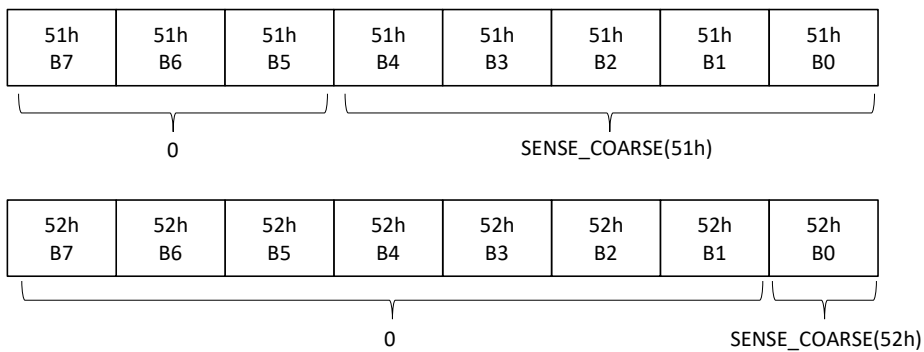 51h 51h 51h 51h 51h 51h 51h 51h
B7 B6 B5 B4 B3 B2 B1 B0
0 SENSE_COARSE(51h)
52h 52h 52h 52h 52h 52h 52h 52h
B7 B6 B5 B4 B3 B2 B1 B0
0 SENSE_COARSE(52h)